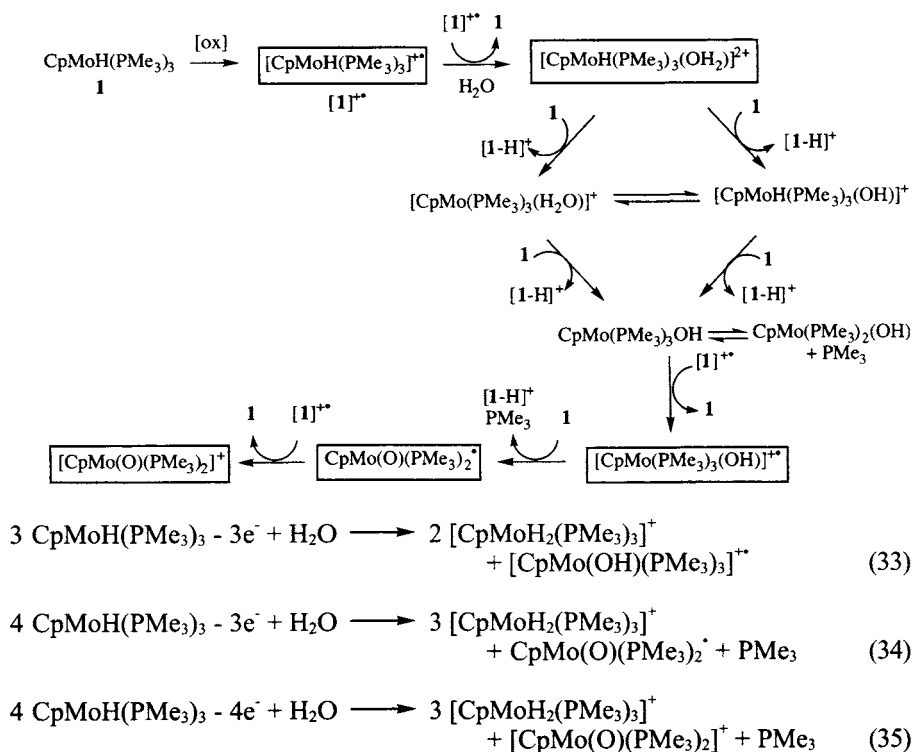 CpMoH(PMe₃)₃
1
[ox]
[CpMoH(PMe₃)₃]⁺•
[1]⁺•
[1]⁺• 1
H₂O
[CpMoH(PMe₃)₃(OH₂)]²⁺
1
[1-H]⁺
1
[1-H]⁺
[CpMo(PMe₃)₃(H₂O)]⁺
[CpMoH(PMe₃)₃(OH)]⁺
1
[1-H]⁺
1
[1-H]⁺
CpMo(PMe₃)₃OH
CpMo(PMe₃)₂(OH)
+ PMe₃
[1]⁺•
1
[CpMo(PMe₃)₃(OH)]⁺•
[1-H]⁺
PMe₃
1
CpMo(O)(PMe₃)₂•
1 [1]⁺•
[CpMo(O)(PMe₃)₂]⁺
3 CpMoH(PMe₃)₃ - 3e⁻ + H₂O ⟶ 2 [CpMoH₂(PMe₃)₃]⁺
+ [CpMo(OH)(PMe₃)₃]⁺• (33)
4 CpMoH(PMe₃)₃ - 3e⁻ + H₂O ⟶ 3 [CpMoH₂(PMe₃)₃]⁺
+ CpMo(O)(PMe₃)₂• + PMe₃ (34)
4 CpMoH(PMe₃)₃ - 4e⁻ + H₂O ⟶ 3 [CpMoH₂(PMe₃)₃]⁺
+ [CpMo(O)(PMe₃)₂]⁺ + PMe₃ (35)